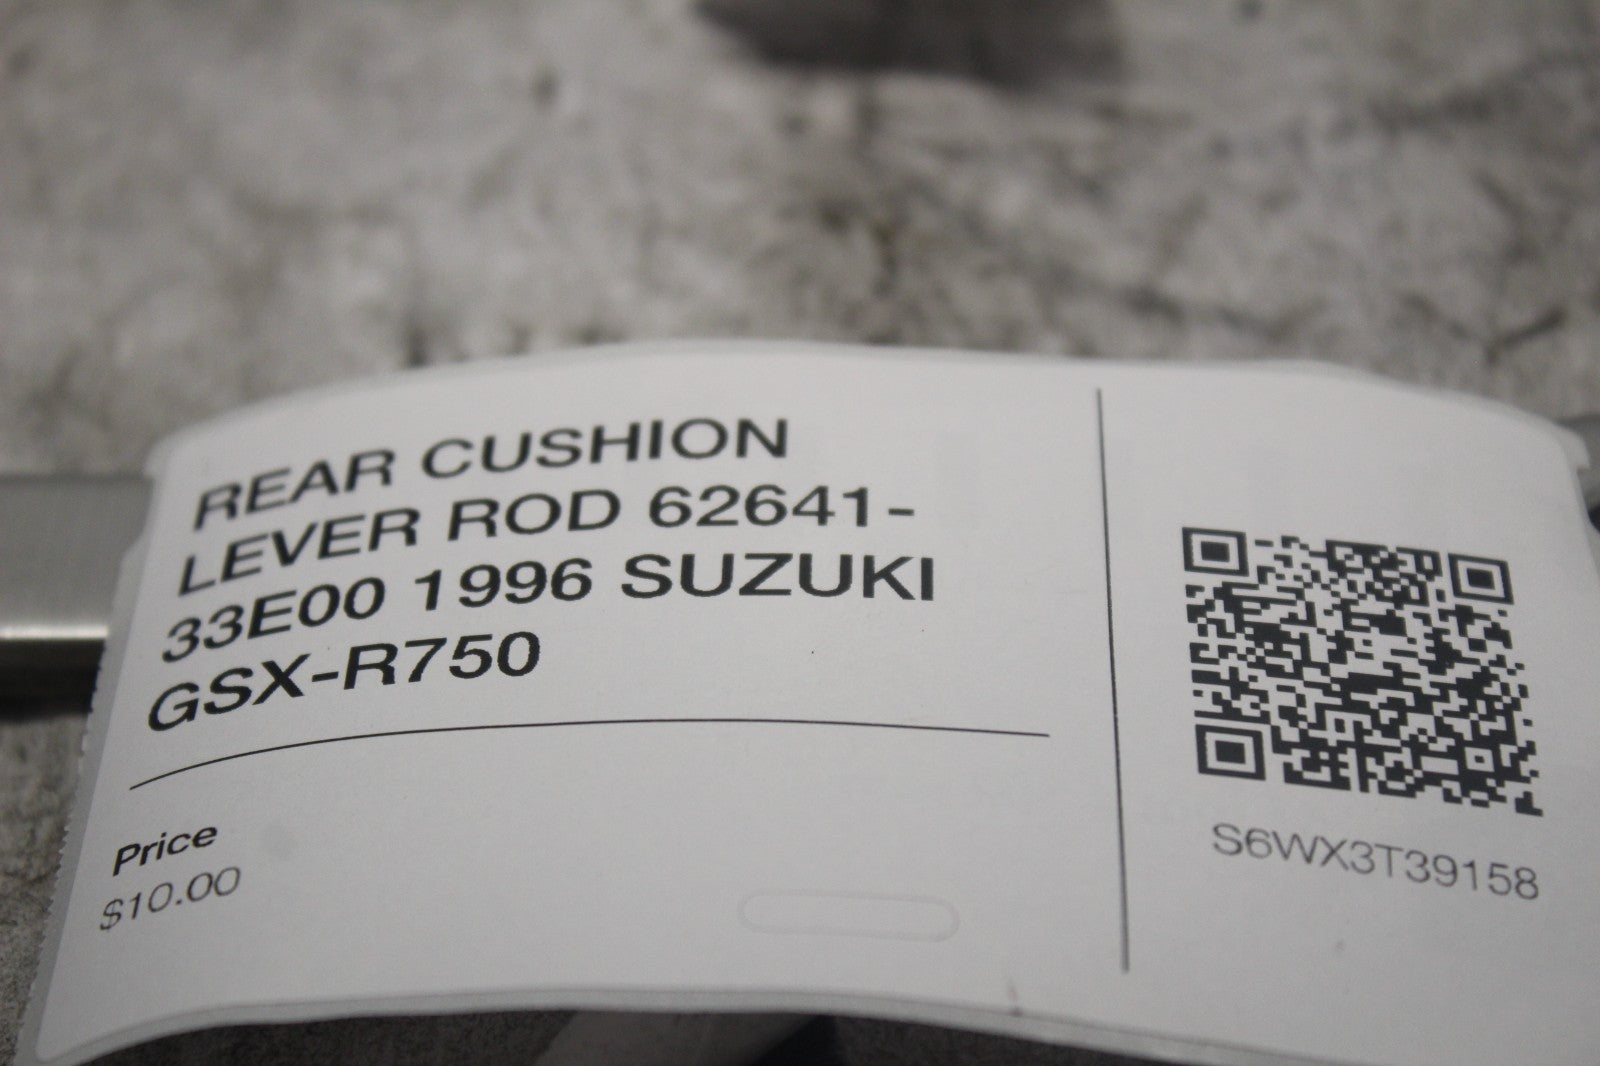 REAR CUSHION
LEVER ROD 62641-
33E00 1996 SUZUKI
GSX-R750
Price
$10.00
S6WX3T39158